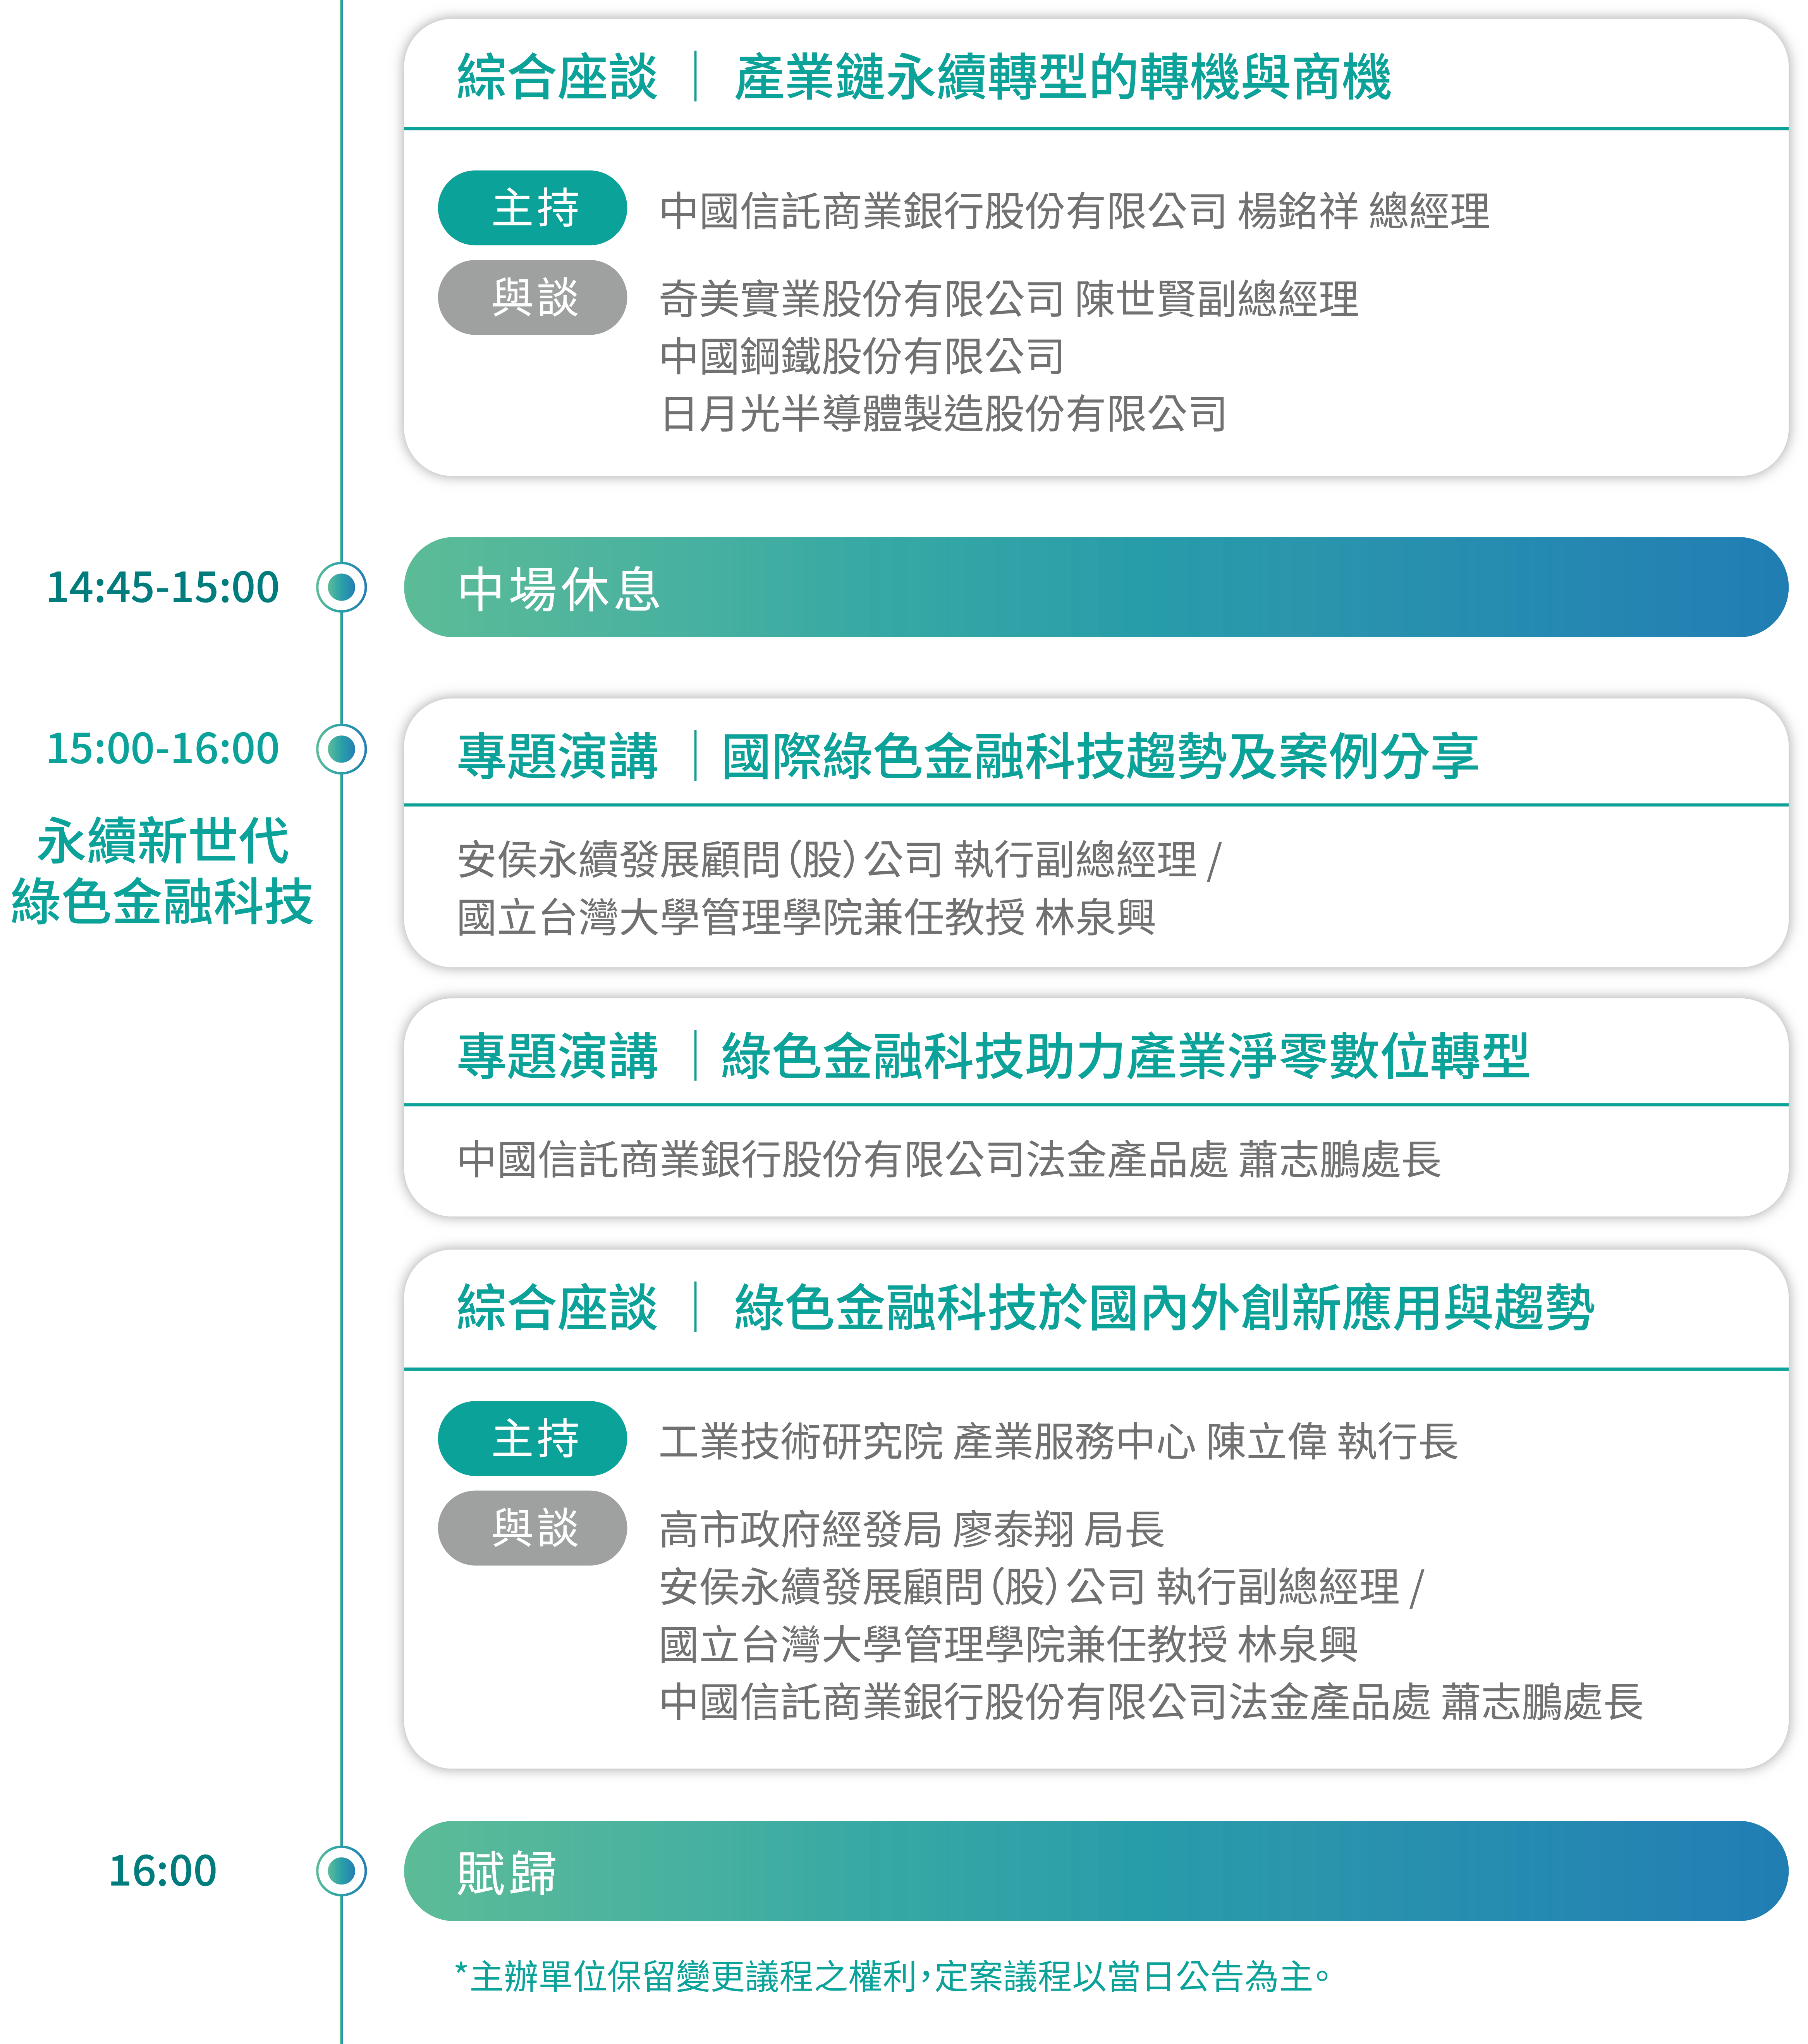 綜合座談｜ 產業鏈永續轉型的轉機與商機
主持
中國信託商業銀行股份有限公司 楊銘祥 總經理
與談
奇美實業股份有限公司 陳世賢副總經理
中國鋼鐵股份有限公司
日月光半導體製造股份有限公司
14:45-15:00
中場休息
15:00-16:00
永續新世代
綠色金融科技
專題演講｜國際綠色金融科技趨勢及案例分享
安侯永續發展顧問（股）公司 執行副總經理 /
國立台灣大學管理學院兼任教授 林泉興
專題演講｜綠色金融科技助力產業淨零數位轉型
中國信託商業銀行股份有限公司法金產品處 蕭志鵬處長
綜合座談｜ 綠色金融科技於國內外創新應用與趨勢
主持
工業技術研究院 產業服務中心 陳立偉 執行長
與談
高市政府經發局 廖泰翔 局長
安侯永續發展顧問（股）公司 執行副總經理 /
國立台灣大學管理學院兼任教授 林泉興
中國信託商業銀行股份有限公司法金產品處 蕭志鵬處長
16:00
賦歸
*主辦單位保留變更議程之權利，定案議程以當日公告為主。